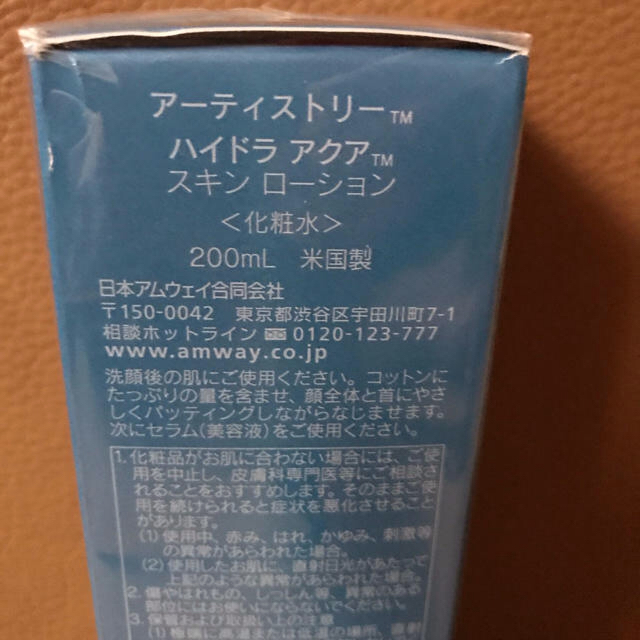 アーティストリー™
ハイドラ アクア™
スキン ローション
＜化粧水＞
200mL 米国製
日本アムウェイ合同会社
〒150-0042 東京都渋谷区宇田川町7-1
相談ホットライン 0120-123-777
www.amway.co.jp
洗顔後の肌にご使用ください。コットンに
たっぷりの量を含ませ、顔全体と首にやさ
しくパッティングしながらなじませます。
次にセラム(美容液)をご使用ください。
1. 化粧品がお肌に合わない場合には、ご使
用を中止し、皮膚科専門医等にご相談さ
れることをおすすめします。そのままご使
用を続けられると症状を悪化させることが
あります。
(1) 使用中、赤み、はれ、かゆみ、刺激等
の異常があらわれた場合。
(2) 使用したお肌に、直射日光があたって
上記のような異常があらわれた場合。
2. 傷やはれもの、しっしん等、異常のある
部位にはお使いにならないでください。
3. 保管および取扱い上の注意